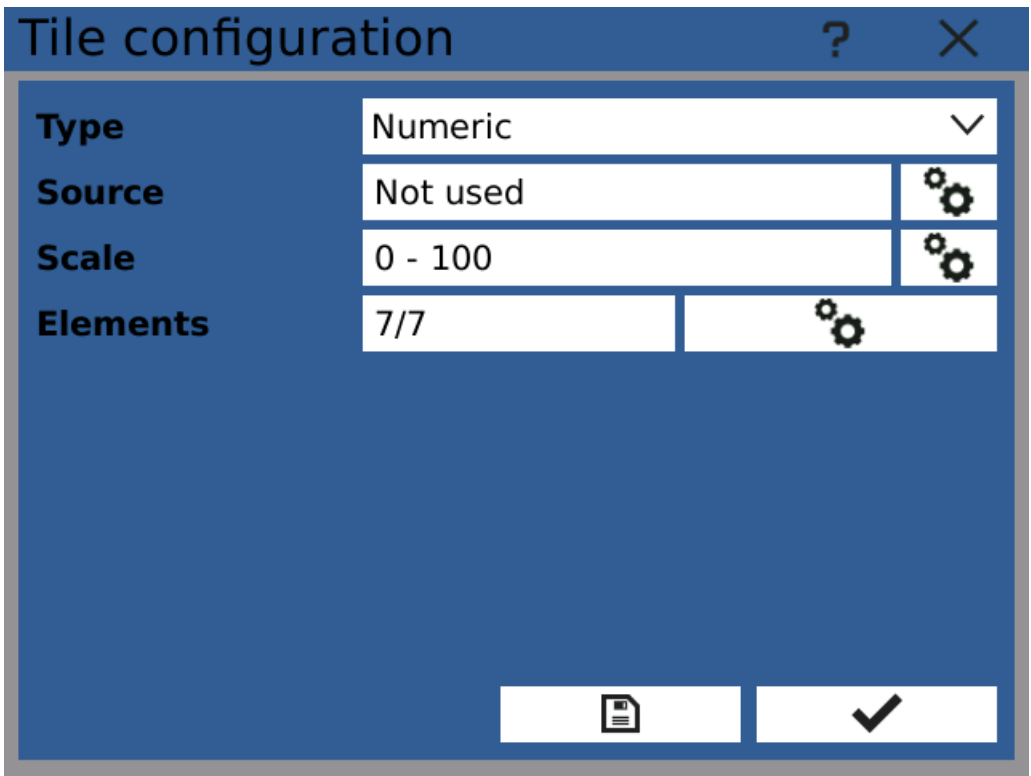 Tile configuration ?
Type Numeric
Source Not used
Scale 0 - 100
Elements 7/7